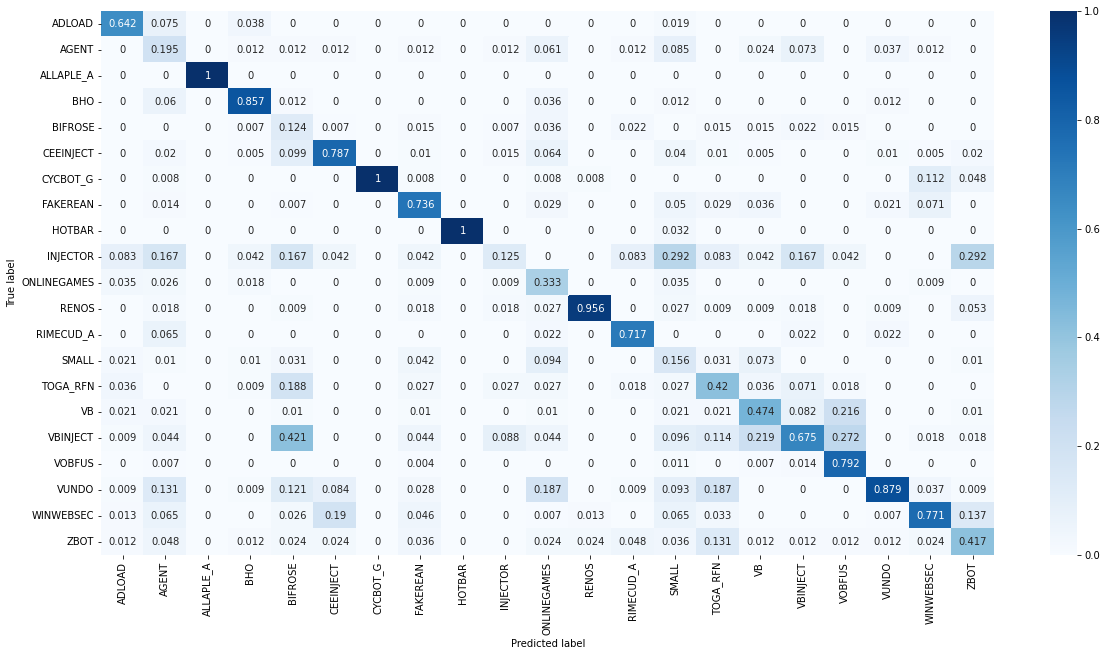 ADLOAD 0.642 0.075 0 0.038 0 0 0 0 0 0 0 0 0 0.019 0 0 0 0 0 0 0
AGENT 0 0.195 0 0.012 0.012 0.012 0 0.012 0 0.012 0.061 0 0.012 0.085 0 0.024 0.073 0 0.037 0.012 0
ALLAPLE_A 0 0 1 0 0 0 0 0 0 0 0 0 0 0 0 0 0 0 0 0 0
BHO 0 0.06 0 0.857 0.012 0 0 0 0 0 0.036 0 0 0.012 0 0 0 0 0.012 0 0
BIFROSE 0 0 0 0.007 0.124 0.007 0 0.015 0 0.007 0.036 0 0.022 0 0.015 0.015 0.022 0.015 0 0 0
CEEINJECT 0 0.02 0 0.005 0.099 0.787 0 0.01 0 0.015 0.064 0 0 0.04 0.01 0.005 0 0 0.01 0.005 0.02
CYCBOT_G 0 0.008 0 0 0 0 1 0.008 0 0 0.008 0.008 0 0 0 0 0 0 0 0.112 0.048
FAKEREAN 0 0.014 0 0 0.007 0 0 0.736 0 0 0.029 0 0 0.05 0.029 0.036 0 0 0.021 0.071 0
HOTBAR 0 0 0 0 0 0 0 0 1 0 0 0 0 0.032 0 0 0 0 0 0 0
INJECTOR 0.083 0.167 0 0.042 0.167 0.042 0 0.042 0 0.125 0 0 0.083 0.292 0.083 0.042 0.167 0.042 0 0 0.292
ONLINEGAMES 0.035 0.026 0 0.018 0 0 0 0.009 0 0.009 0.333 0 0 0.035 0 0 0 0 0 0.009 0
RENOS 0 0.018 0 0 0.009 0 0 0.018 0 0.018 0.027 0.956 0 0.027 0.009 0.009 0.018 0 0.009 0 0.053
RIMECUD_A 0 0.065 0 0 0 0 0 0 0 0 0.022 0 0.717 0 0 0 0.022 0 0.022 0 0
SMALL 0.021 0.01 0 0.01 0.031 0 0 0.042 0 0 0.094 0 0 0.156 0.031 0.073 0 0 0 0 0.01
TOGA_RFN 0.036 0 0 0.009 0.188 0 0 0.027 0 0.027 0.027 0 0.018 0.027 0.42 0.036 0.071 0.018 0 0 0
VB 0.021 0.021 0 0 0.01 0 0 0.01 0 0 0.01 0 0 0.021 0.021 0.474 0.082 0.216 0 0 0.01
VBINJECT 0.009 0.044 0 0 0.421 0 0 0.044 0 0.088 0.044 0 0 0.096 0.114 0.219 0.675 0.272 0 0.018 0.018
VOBFUS 0 0.007 0 0 0 0 0 0.004 0 0 0 0 0 0.011 0 0.007 0.014 0.792 0 0 0
VUNDO 0.009 0.131 0 0.009 0.121 0.084 0 0.028 0 0 0.187 0 0.009 0.093 0.187 0 0 0 0.879 0.037 0.009
WINWEBSEC 0.013 0.065 0 0 0.026 0.19 0 0.046 0 0 0.007 0.013 0 0.065 0.033 0 0 0 0.007 0.771 0.137
ZBOT 0.012 0.048 0 0.012 0.024 0.024 0 0.036 0 0 0.024 0.024 0.048 0.036 0.131 0.012 0.012 0.012 0.012 0.024 0.417
ADLOAD AGENT ALLAPLE_A BHO BIFROSE CEEINJECT CYCBOT_G FAKEREAN HOTBAR INJECTOR ONLINEGAMES RENOS RIMECUD_A SMALL TOGA_RFN VB VBINJECT VOBFUS VUNDO WINWEBSEC ZBOT
Predicted label
True label
1.0
0.8
0.6
0.4
0.2
0.0